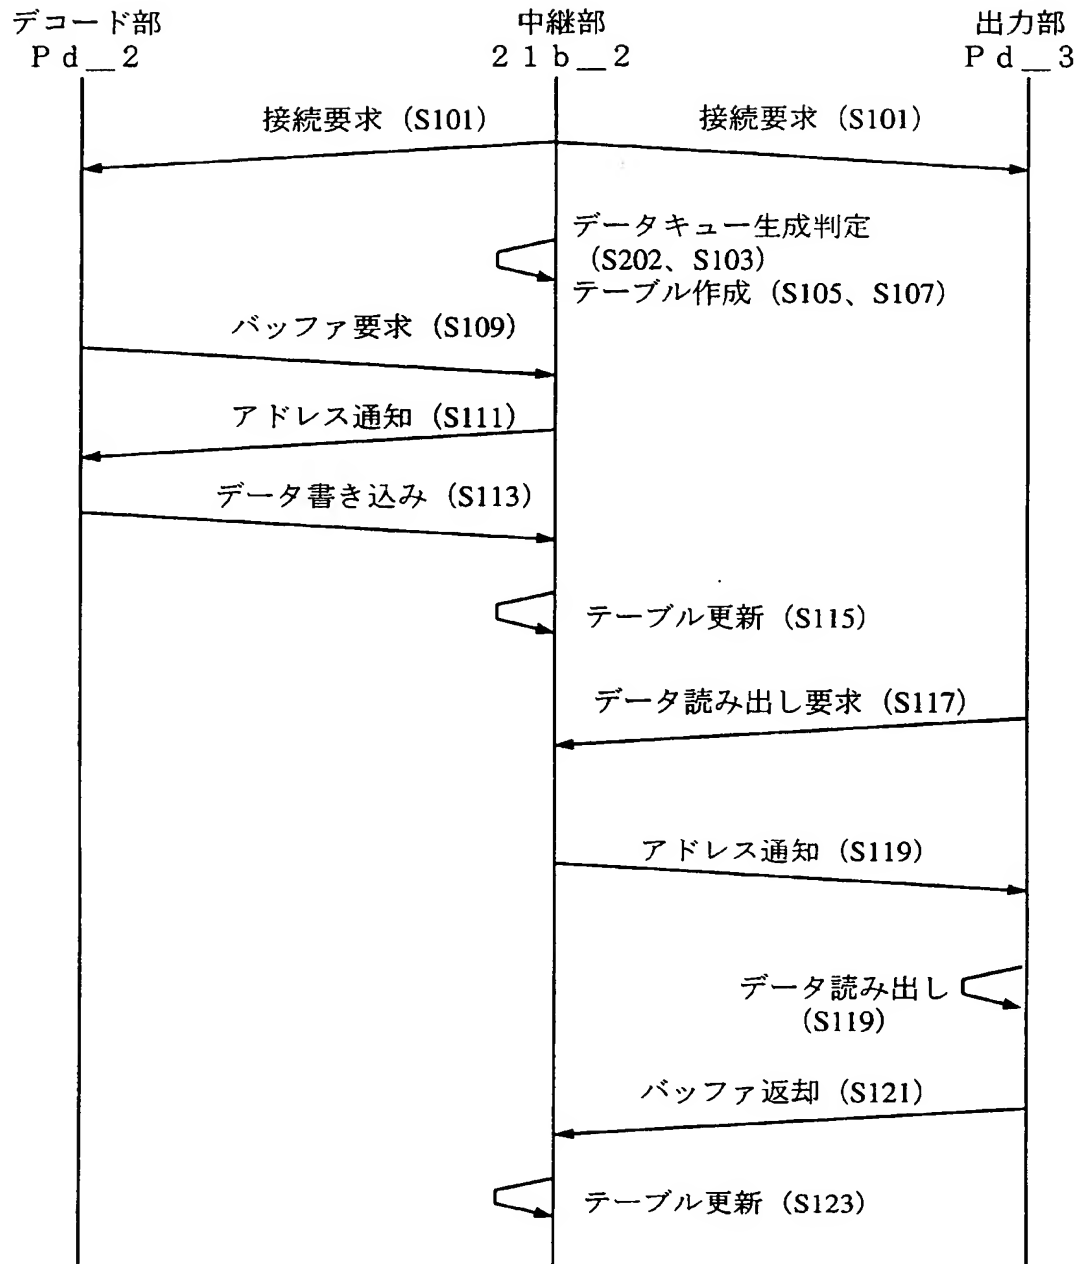 デコード部
Pd＿2
中継部
21b＿2
出力部
Pd＿3
接続要求（S101）
接続要求（S101）
データキュー生成判定
（S202、S103）
テーブル作成（S105、S107）
バッファ要求（S109）
アドレス通知（S111）
データ書き込み（S113）
テーブル更新（S115）
データ読み出し要求（S117）
アドレス通知（S119）
データ読み出し
（S119）
バッファ返却（S121）
テーブル更新（S123）